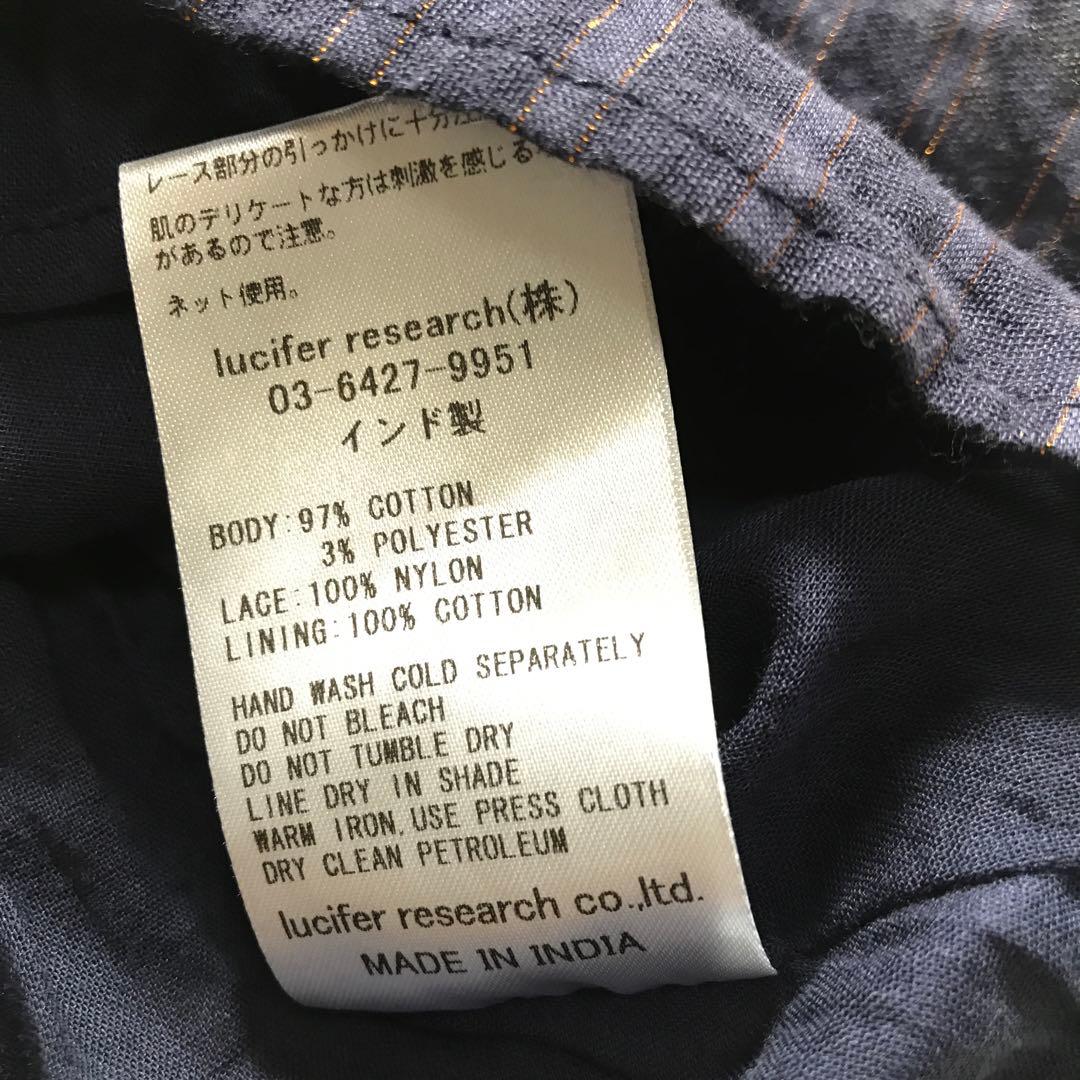 レース部分の引っかけに十分注
肌のデリケートな方は刺激を感じる
があるので注意。
ネット使用。
lucifer research(株)
03-6427-9951
インド製
BODY:97% COTTON
3% POLYESTER
LACE:100% NYLON
LINING:100% COTTON
HAND WASH COLD SEPARATELY
DO NOT BLEACH
DO NOT TUMBLE DRY
LINE DRY IN SHADE
WARM IRON,USE PRESS CLOTH
DRY CLEAN PETROLEUM
lucifer research co.,ltd.
MADE IN INDIA